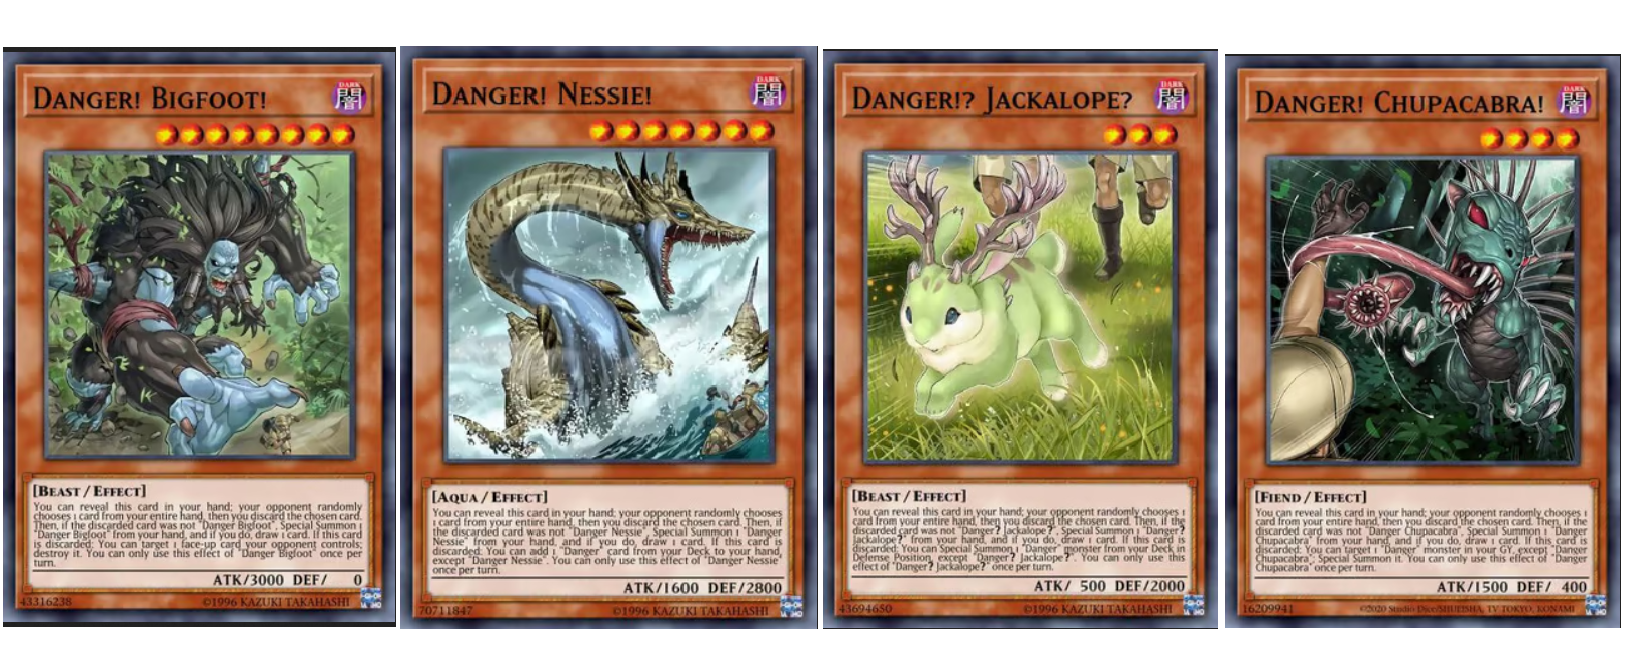 DANGER! BIGFOOT!
DARK
闇
[BEAST / EFFECT]
You can reveal this card in your hand; your opponent randomly
chooses 1 card from your entire hand, then you discard the chosen card.
Then, if the discarded card was not "Danger Bigfoot", Special Summon 1
"Danger Bigfoot" from your hand, and if you do, draw 1 card. If this card
is discarded: You can target 1 face-up card your opponent controls;
destroy it. You can only use this effect of "Danger Bigfoot" once per
turn.
ATK/3000 DEF/ 0
43316238
©1996 KAZUKI TAKAHASHI
DANGER! NESSIE!
DARK
闇
[AQUA / EFFECT]
You can reveal this card in your hand; your opponent randomly chooses
1 card from your entire hand, then you discard the chosen card. Then, if
the discarded card was not "Danger Nessie", Special Summon 1 "Danger
Nessie" from your hand, and if you do, draw 1 card. If this card is
discarded: You can add 1 "Danger" card from your Deck to your hand,
except "Danger Nessie". You can only use this effect of "Danger Nessie"
once per turn.
ATK/1600 DEF/2800
70711847
©1996 KAZUKI TAKAHASHI
DANGER!? JACKALOPE?
DARK
闇
[BEAST / EFFECT]
You can reveal this card in your hand; your opponent randomly chooses 1
card from your entire hand, then you discard the chosen card. Then, if the
discarded card was not "Danger? Jackalope?", Special Summon 1 "Danger?
Jackalope?" from your hand, and if you do, draw 1 card. If this card is
discarded: You can Special Summon 1 "Danger" monster from your Deck in
Defense Position, except "Danger? Jackalope?". You can only use this
effect of "Danger? Jackalope?" once per turn.
ATK/ 500 DEF/2000
43694650
©1996 KAZUKI TAKAHASHI
DANGER! CHUPACABRA!
DARK
闇
[FIEND / EFFECT]
You can reveal this card in your hand; your opponent randomly chooses 1
card from your entire hand, then you discard the chosen card. Then, if the
discarded card was not "Danger Chupacabra", Special Summon 1 "Danger
Chupacabra" from your hand, and if you do, draw 1 card. If this card is
discarded: You can target 1 "Danger" monster in your GY, except "Danger
Chupacabra"; Special Summon it. You can only use this effect of "Danger
Chupacabra" once per turn.
ATK/1500 DEF/ 400
16209941
©2020 Studio Dice/SHUEISHA, TV TOKYO, KONAMI